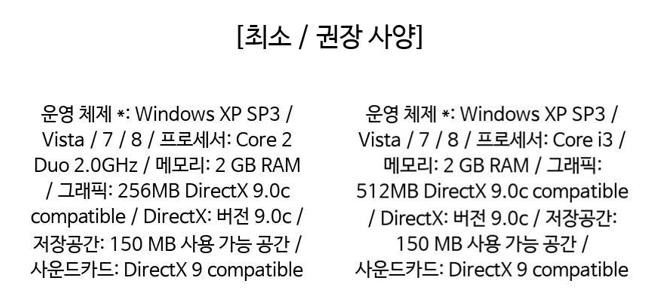 [최소 / 권장 사양]
운영 체제 *: Windows XP SP3 /
Vista / 7 / 8 / 프로세서: Core 2
Duo 2.0GHz / 메모리: 2 GB RAM
/ 그래픽: 256MB DirectX 9.0c
compatible / DirectX: 버전 9.0c /
저장공간: 150 MB 사용 가능 공간 /
사운드카드: DirectX 9 compatible
운영 체제 *: Windows XP SP3 /
Vista / 7 / 8 / 프로세서: Core i3 /
메모리: 2 GB RAM / 그래픽:
512MB DirectX 9.0c compatible
/ DirectX: 버전 9.0c / 저장공간:
150 MB 사용 가능 공간 /
사운드카드: DirectX 9 compatible